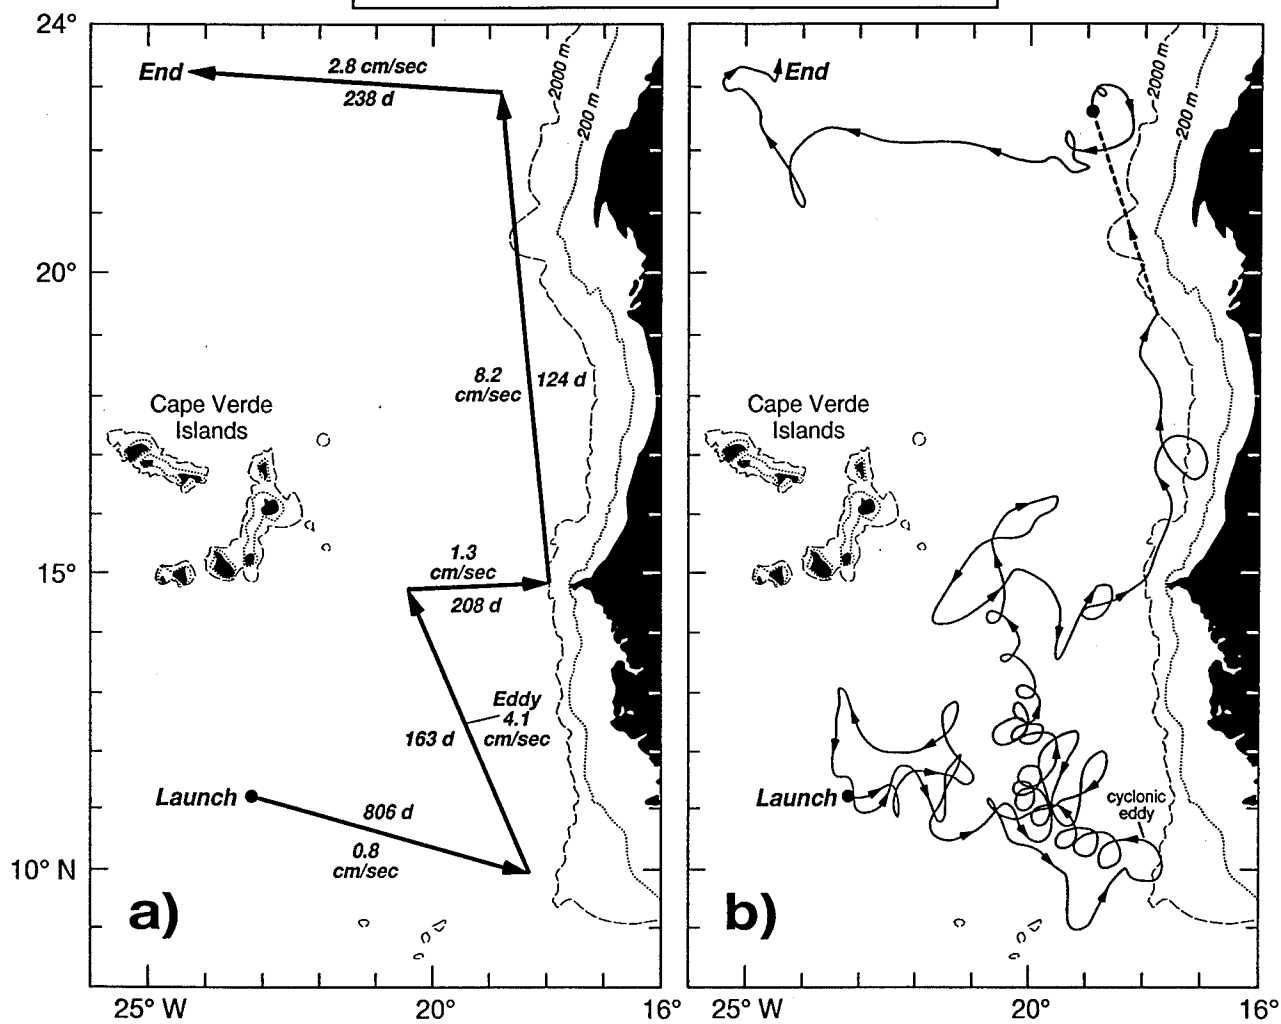 24°
End
2.8 cm/sec
238 d
2000 m
200 m
20°
8.2
cm/sec
124 d
Cape Verde
Islands
15°
1.3
cm/sec
208 d
Eddy
4.1
cm/sec
163 d
Launch
806 d
0.8
cm/sec
10° N
a)
25° W
20°
16°
End
2000 m
200 m
Cape Verde
Islands
Launch
cyclonic
eddy
b)
25° W
20°
16°